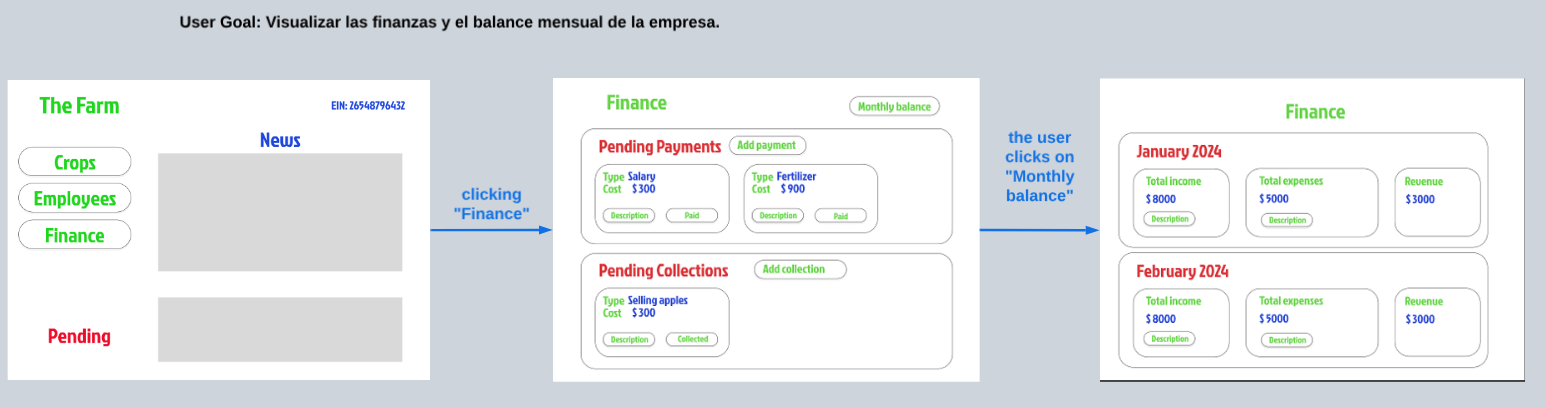 User Goal: Visualizar las finanzas y el balance mensual de la empresa.
The Farm
EIN: 26548796432
News
Crops
Employees
Finance
Pending
clicking
"Finance"
Finance
Monthly balance
Pending Payments
Add payment
Type Salary
Cost $300
Description
Paid
Type Fertilizer
Cost $900
Description
Paid
Pending Collections
Add collection
Type Selling apples
Cost $300
Description
Collected
the user
clicks on
"Monthly
balance"
Finance
January 2024
Total income
$8000
Description
Total expenses
$5000
Description
Revenue
$3000
February 2024
Total income
$8000
Description
Total expenses
$5000
Description
Revenue
$3000